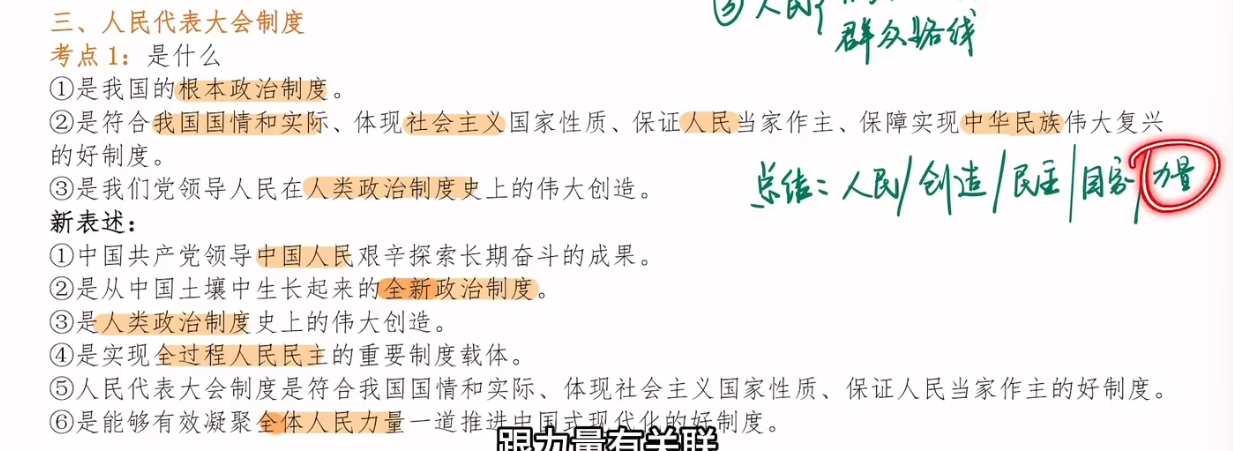 三、人民代表大会制度
③人民
群众路线
考点 1：是什么
①是我国的根本政治制度。
②是符合我国国情和实际、体现社会主义国家性质、保证人民当家作主、保障实现中华民族伟大复兴
的好制度。
③是我们党领导人民在人类政治制度史上的伟大创造。
总结：人民/创造/民主/国家/力量
新表述：
①中国共产党领导中国人民艰辛探索长期奋斗的成果。
②是从中国土壤中生长起来的全新政治制度。
③是人类政治制度史上的伟大创造。
④是实现全过程人民民主的重要制度载体。
⑤人民代表大会制度是符合我国国情和实际、体现社会主义国家性质、保证人民当家作主的好制度。
⑥是能够有效凝聚全体人民力量一道推进中国式现代化的好制度。
跟力量有关联